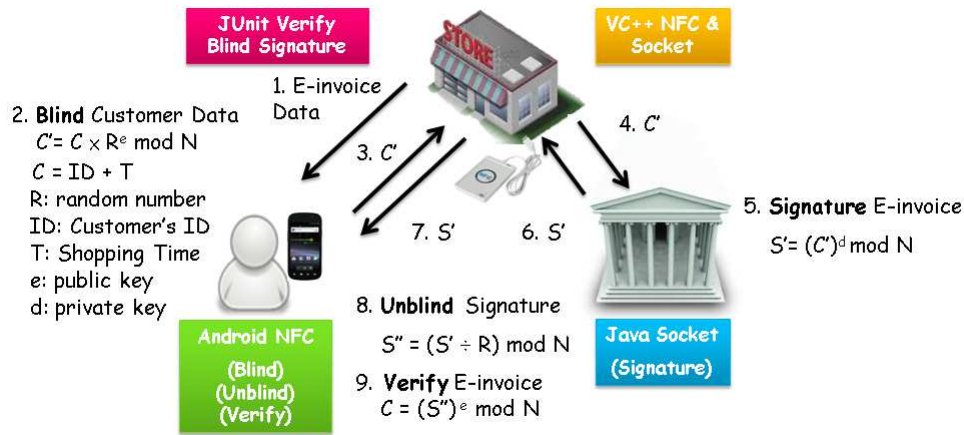 JUnit Verify
Blind Signature
STORE
VC++ NFC &
Socket
1. E-invoice
Data
2. Blind Customer Data
C'= C × Rᵉ mod N
C = ID + T
R: random number
ID: Customer's ID
T: Shopping Time
e: public key
d: private key
3. C'
4. C'
5. Signature E-invoice
S'= (C')ᵈ mod N
6. S'
7. S'
8. Unblind Signature
S" = (S' ÷ R) mod N
9. Verify E-invoice
C = (S")ᵉ mod N
Android NFC
(Blind)
(Unblind)
(Verify)
Java Socket
(Signature)